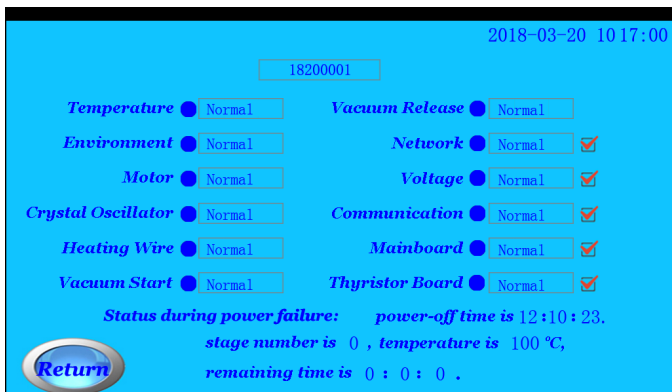 2018-03-20 10 17:00
18200001
Temperature Normal Vacuum Release Normal
Environment Normal Network Normal
Motor Normal Voltage Normal
Crystal Oscillator Normal Communication Normal
Heating Wire Normal Mainboard Normal
Vacuum Start Normal Thyristor Board Normal
Status during power failure: power-off time is 12:10:23.
stage number is 0 , temperature is 100 ℃,
remaining time is 0 : 0 : 0 .
Return